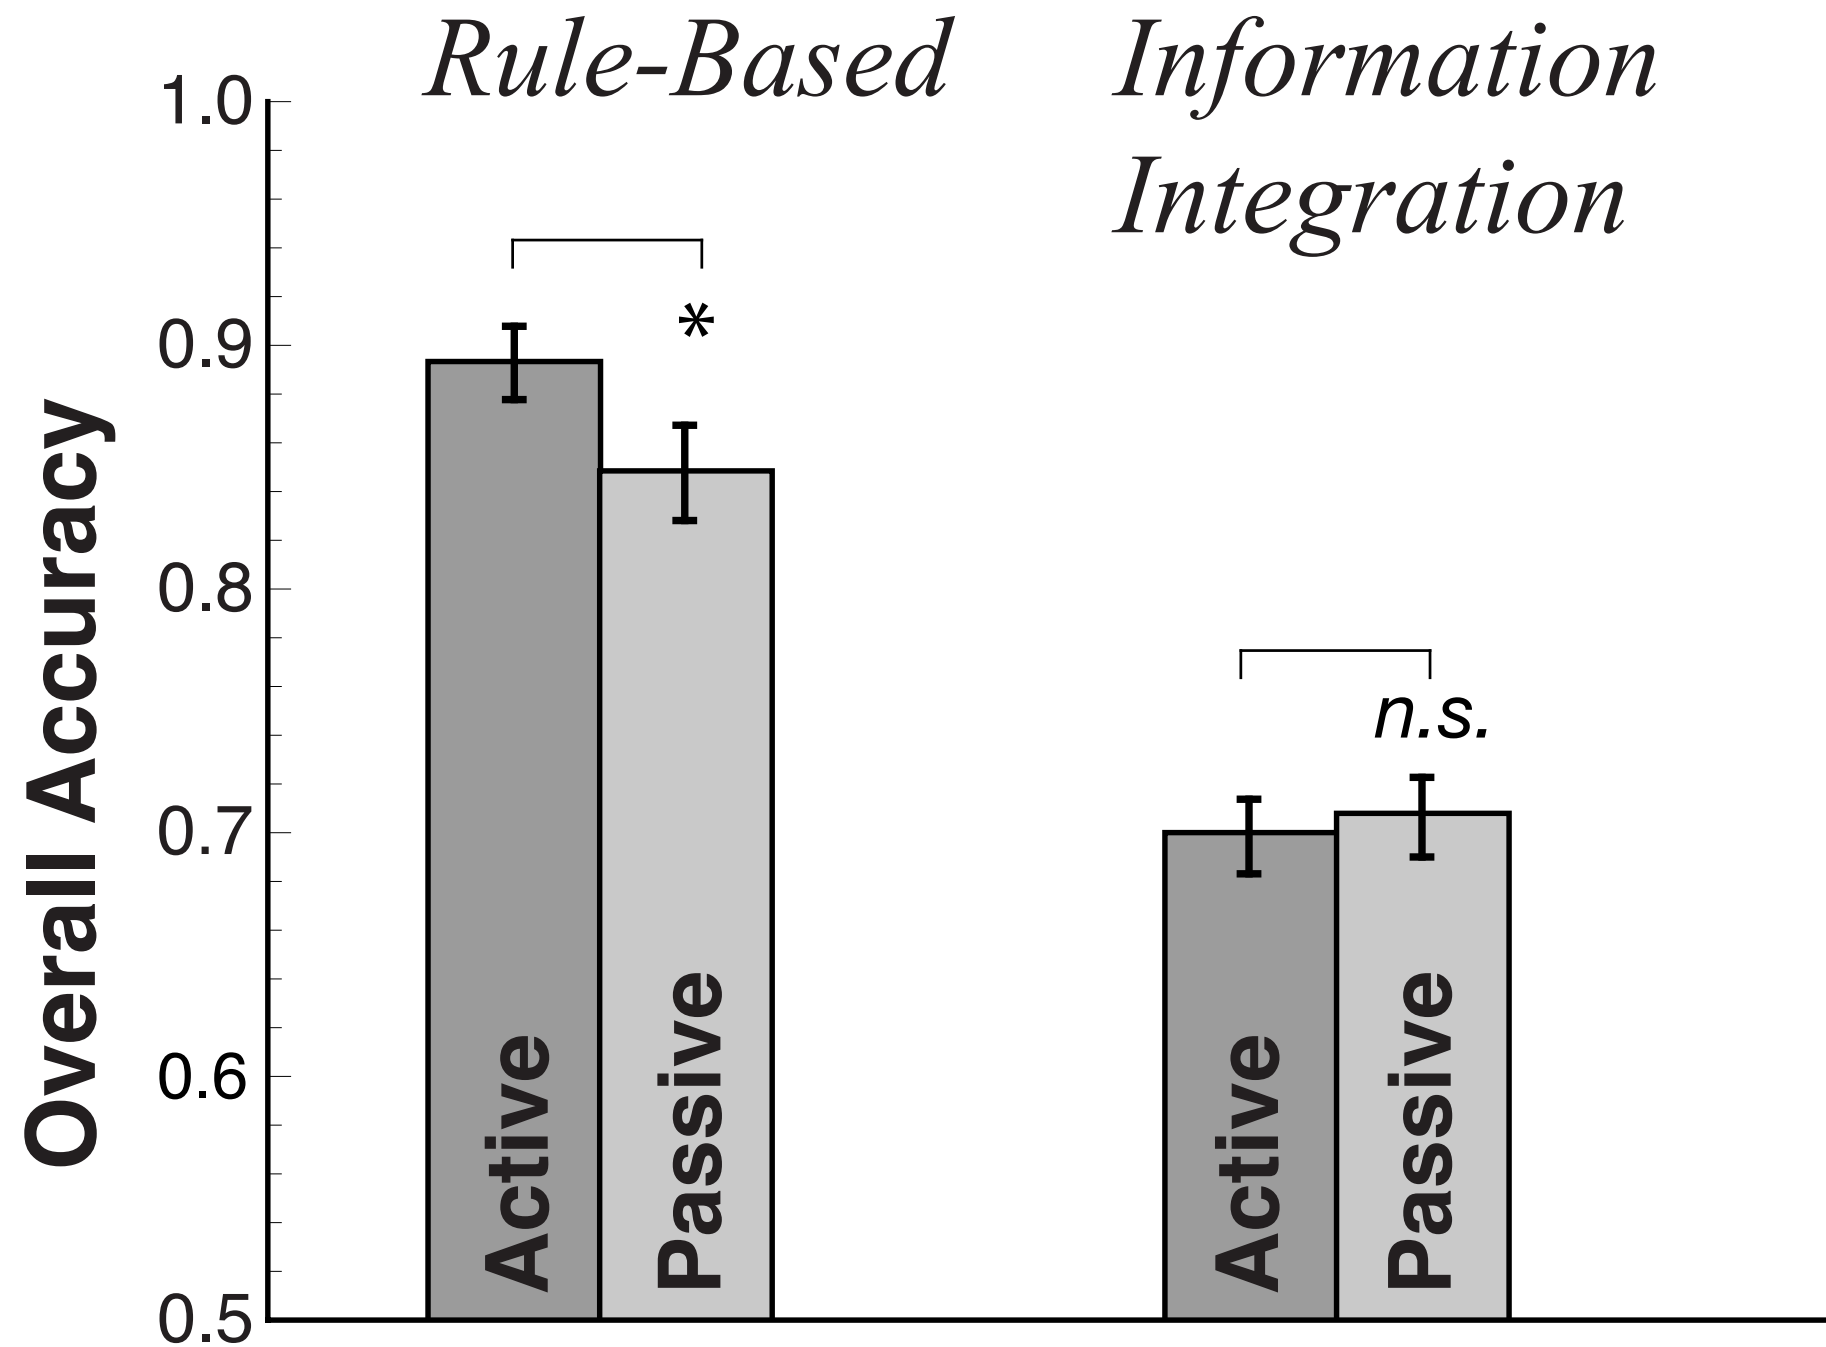 Rule-Based
Information
Integration
Overall Accuracy
1.0
0.9
0.8
0.7
0.6
0.5
*
n.s.
Active
Passive
Active
Passive